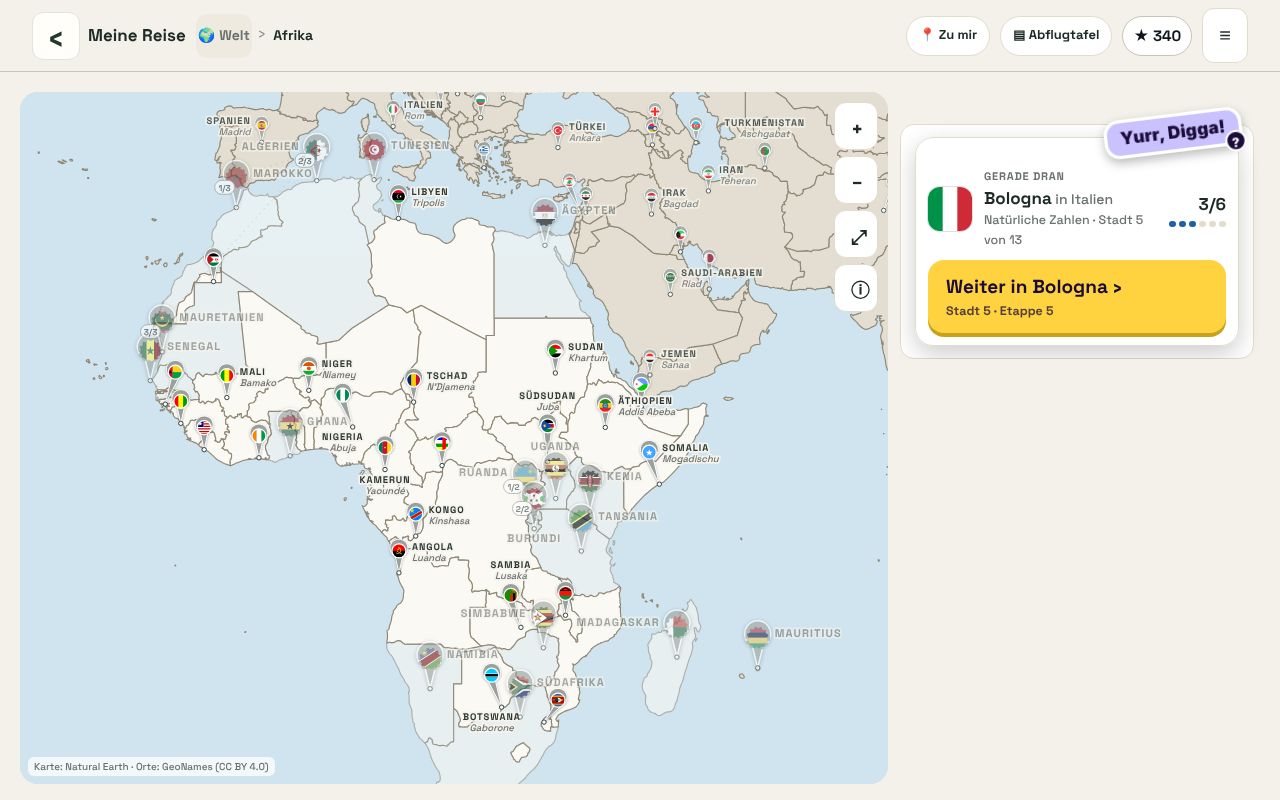 <
Meine Reise
🌍 Welt > Afrika
📍 Zu mir
Abflugtafel
★ 340
≡
ITALIEN
Rom
SPANIEN
Madrid
ALGERIEN
2/3
TUNESIEN
TÜRKEI
Ankara
TURKMENISTAN
Aschgabat
MAROKKO
1/3
LIBYEN
Tripolis
ÄGYPTEN
IRAK
Bagdad
IRAN
Teheran
SAUDI-ARABIEN
Riad
MAURETANIEN
3/3
SENEGAL
MALI
Bamako
NIGER
Niamey
TSCHAD
N'Djamena
SUDAN
Khartum
JEMEN
Sanaa
SÜDSUDAN
Juba
ÄTHIOPIEN
Addis Abeba
GHANA
NIGERIA
Abuja
UGANDA
SOMALIA
Mogadischu
KAMERUN
Yaoundé
RUANDA
1/2
KENIA
2/2
KONGO
Kinshasa
TANSANIA
BURUNDI
ANGOLA
Luanda
SAMBIA
Lusaka
SIMBABWE
MADAGASKAR
MAURITIUS
NAMIBIA
SÜDAFRIKA
BOTSWANA
Gaborone
+
−
Karte: Natural Earth · Orte: GeoNames (CC BY 4.0)
Yurr, Digga!
?
GERADE DRAN
Bologna in Italien
3/6
Natürliche Zahlen · Stadt 5
von 13
Weiter in Bologna >
Stadt 5 · Etappe 5